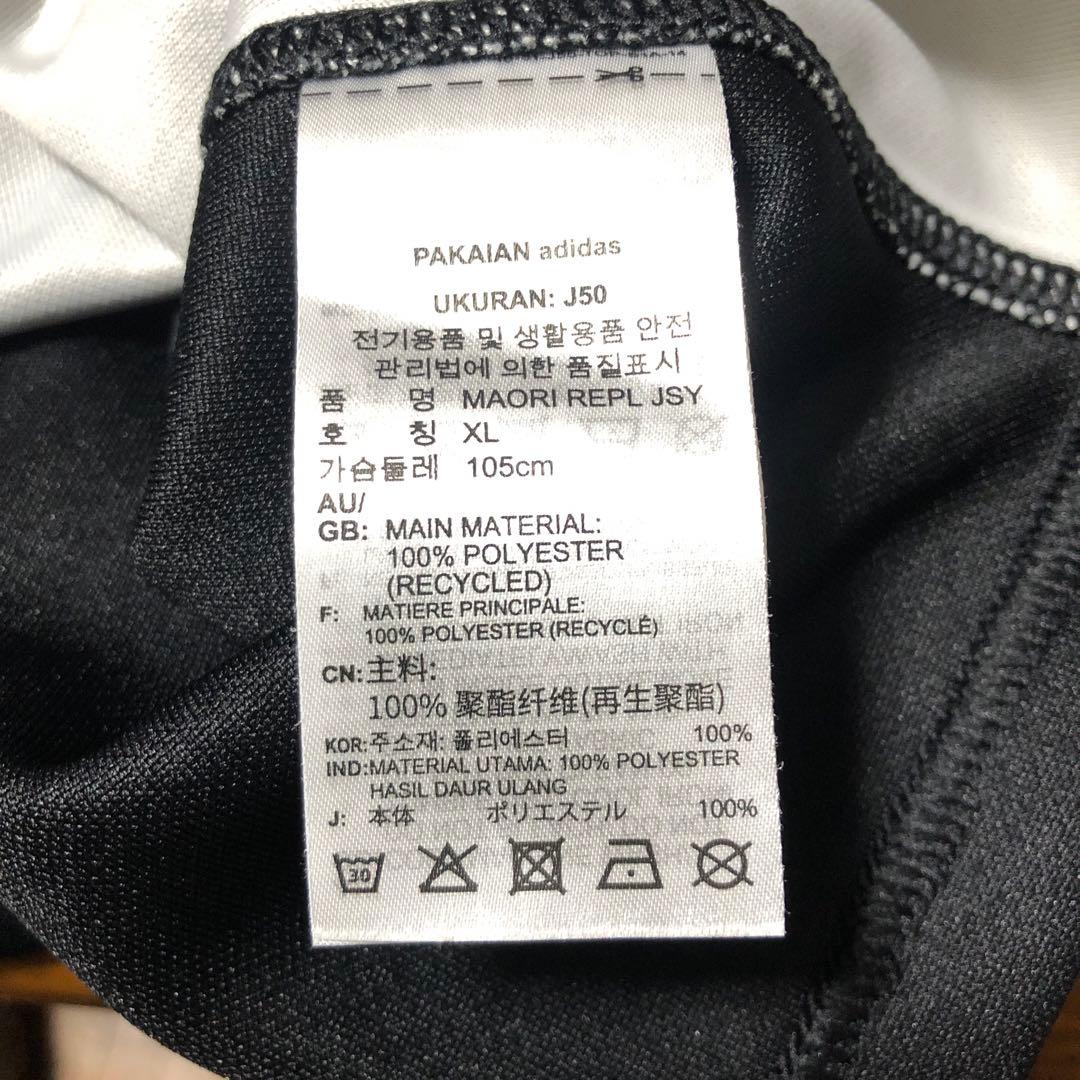 PAKAIAN adidas
UKURAN: J50
전기용품 및 생활용품 안전
관리법에 의한 품질표시
품 명 MAORI REPL JSY
호 칭 XL
가슴둘레 105cm
AU/
GB: MAIN MATERIAL:
100% POLYESTER
(RECYCLED)
F: MATIERE PRINCIPALE:
100% POLYESTER (RECYCLÉ)
CN: 主料:
100% 聚酯纤维(再生聚酯)
KOR: 주소재: 폴리에스터 100%
IND: MATERIAL UTAMA: 100% POLYESTER
HASIL DAUR ULANG
J: 本体 ポリエステル 100%
30